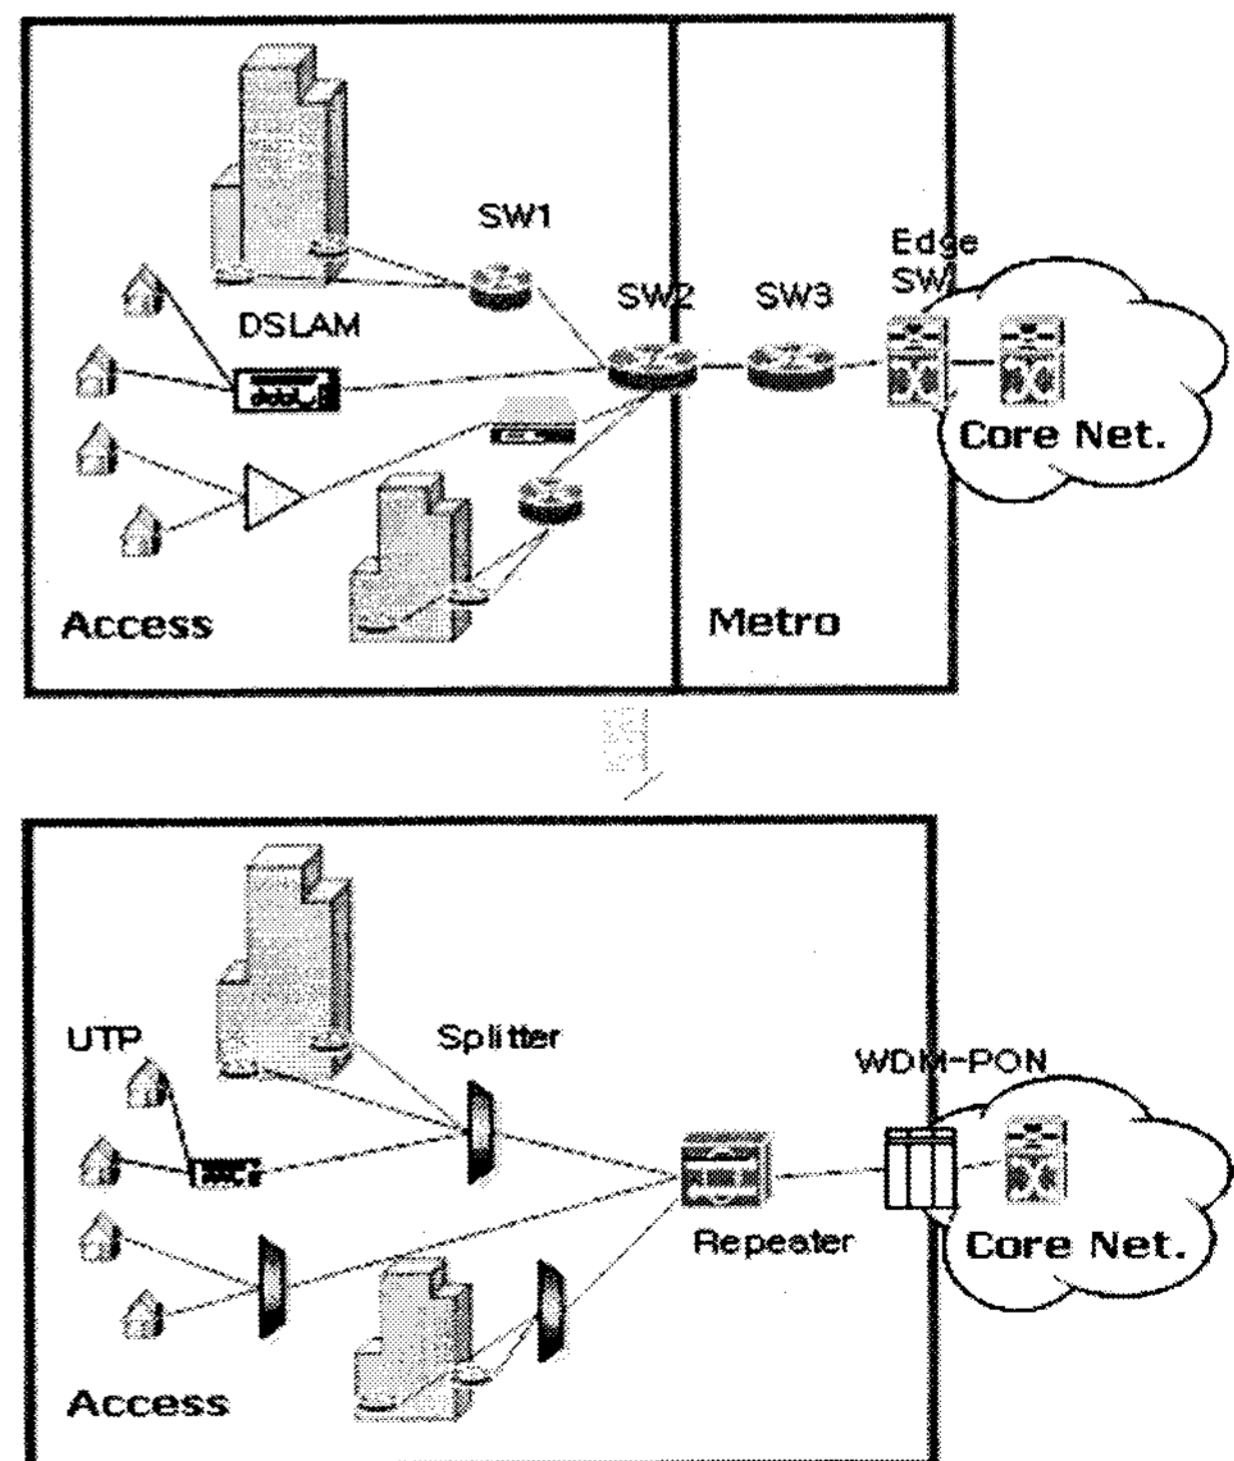 SW1
Edge
SW
SW2
SW3
DSLAM
Core Net.
Access
Metro
UTP
Splitter
WDM-PON
Repeater
Core Net.
Access